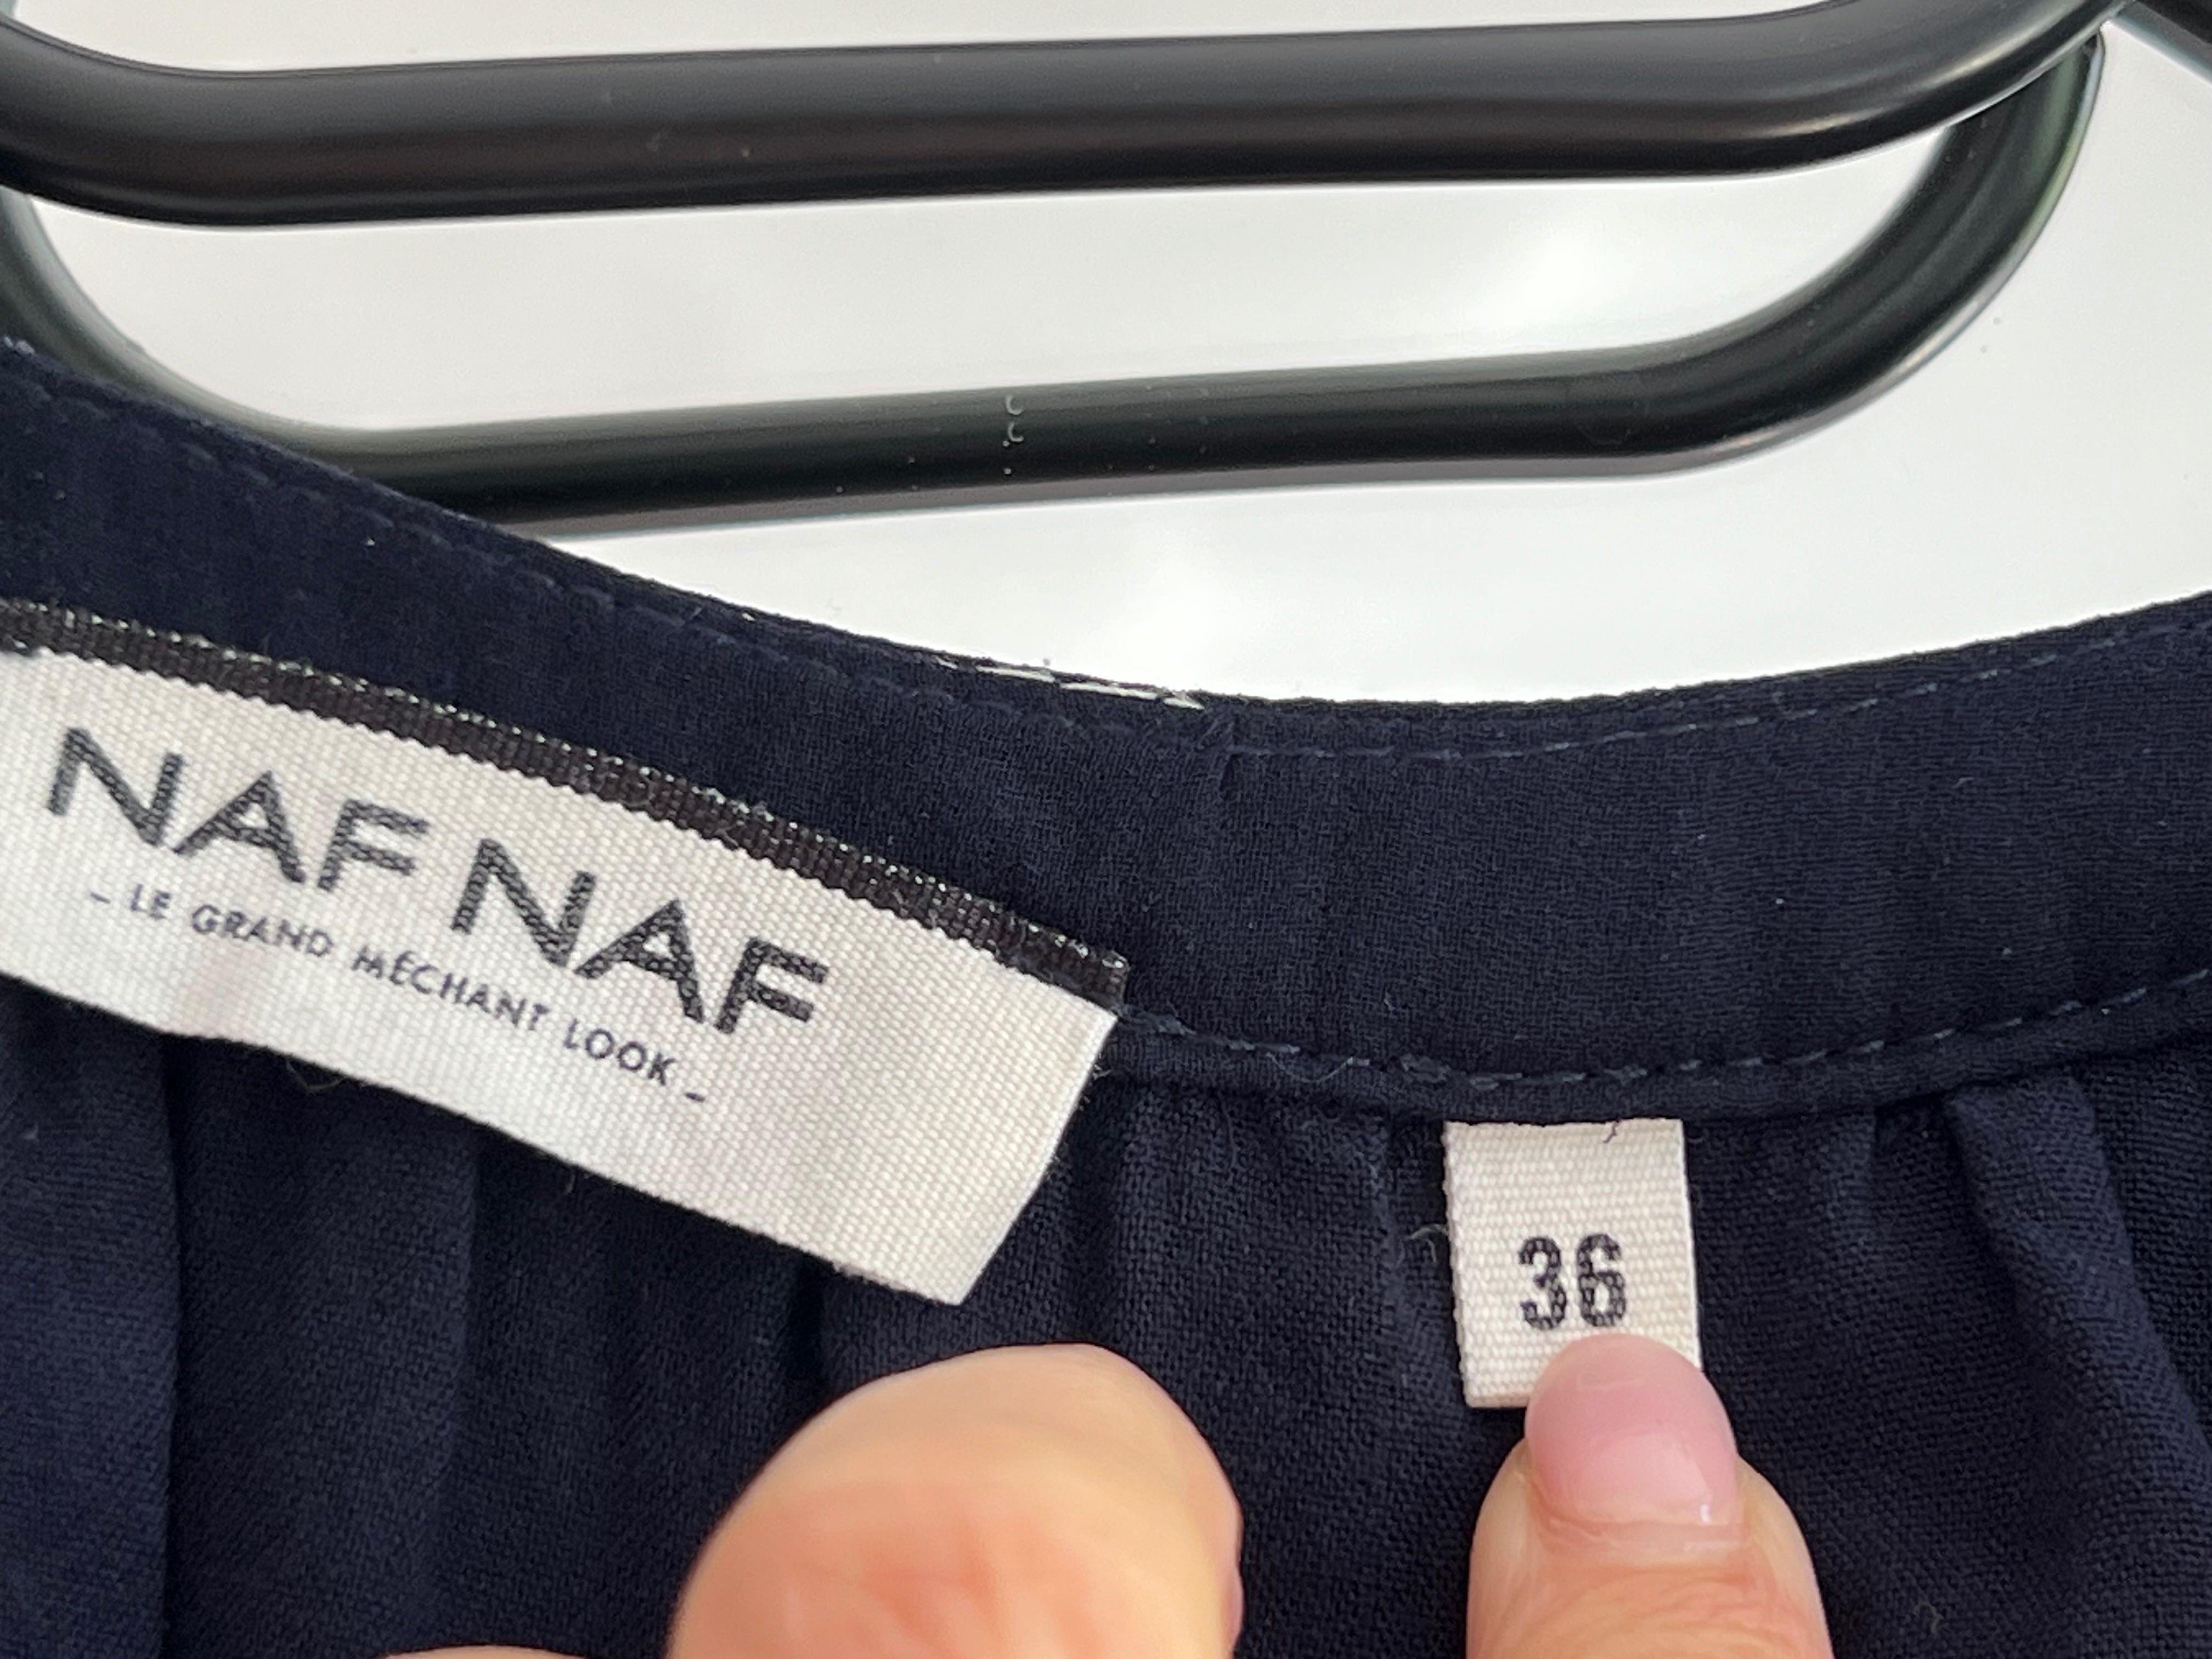 NAF NAF
- LE GRAND MÉCHANT LOOK -
36